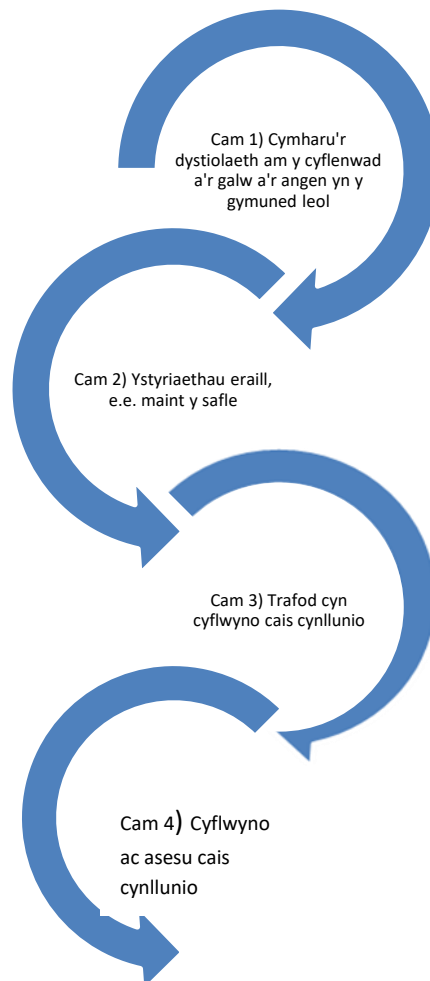 Cam 1) Cymharu'r
dystiolaeth am y cyflenwad
a'r galw a'r angen yn y
gymuned leol
Cam 2) Ystyriaethau eraill,
e.e. maint y safle
Cam 3) Trafod cyn
cyflwyno cais cynllunio
Cam 4) Cyflwyno
ac asesu cais
cynllunio